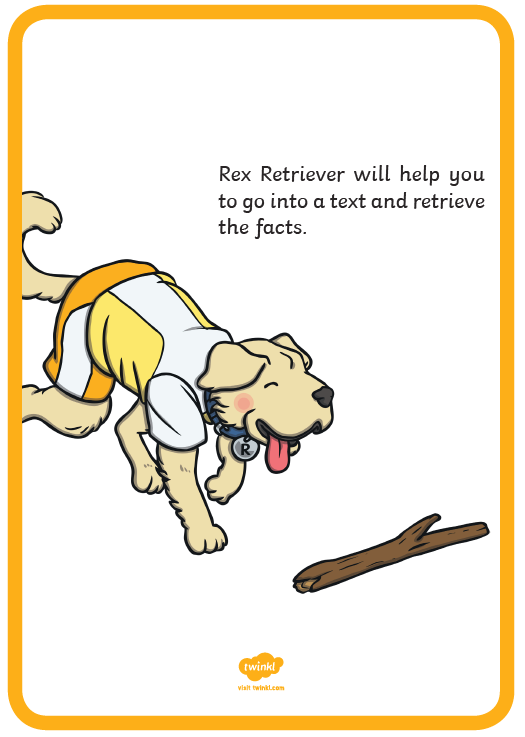 Rex Retriever will help you
to go into a text and retrieve
the facts.
R
twinkl
visit twinkl.com